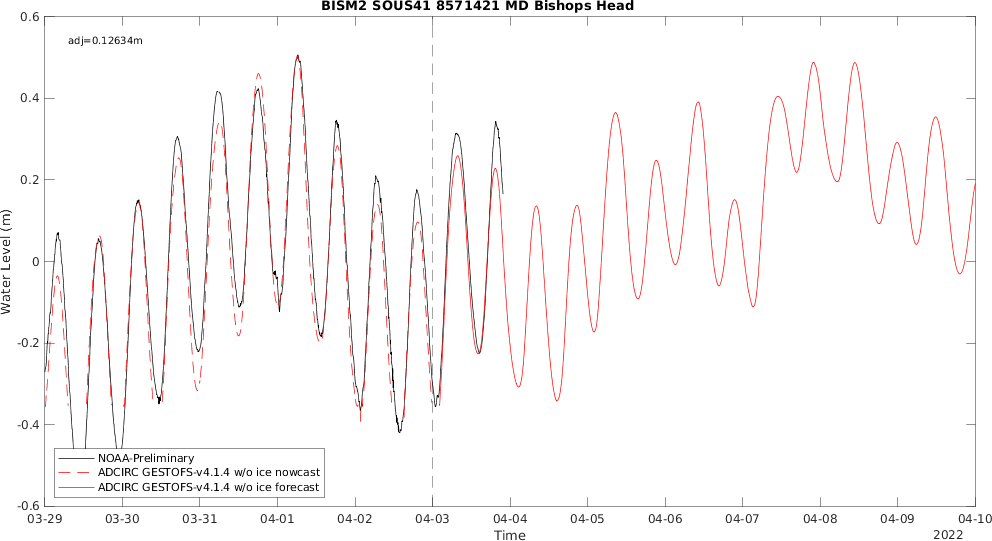 BISM2 SOUS41 8571421 MD Bishops Head
adj=0.12634m
Water Level (m)
0.6
0.4
0.2
0
-0.2
-0.4
-0.6
NOAA-Preliminary
ADCIRC GESTOFS-v4.1.4 w/o ice nowcast
ADCIRC GESTOFS-v4.1.4 w/o ice forecast
03-29 03-30 03-31 04-01 04-02 04-03 04-04 04-05 04-06 04-07 04-08 04-09 04-10
Time
2022